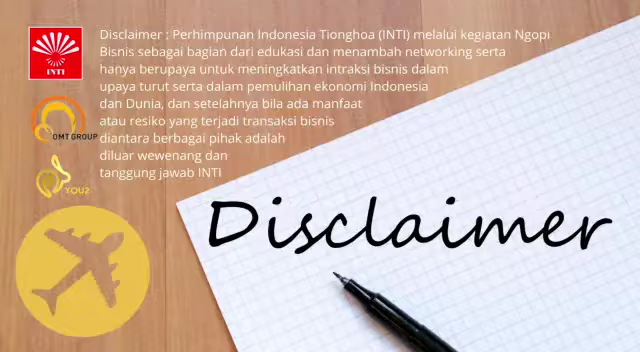 Disclaimer : Perhimpunan Indonesia Tionghoa (INTI) melalui kegiatan Ngopi
Bisnis sebagai bagian dari edukasi dan menambah networking serta
hanya berupaya untuk meningkatkan intraksi bisnis dalam
upaya turut serta dalam pemulihan ekonomi Indonesia
dan Dunia, dan setelahnya bila ada manfaat
atau resiko yang terjadi transaksi bisnis
diantara berbagai pihak adalah
diluar wewenang dan
tanggung jawab INTI
INTI
OMT GROUP
YOU2
Disclaimer